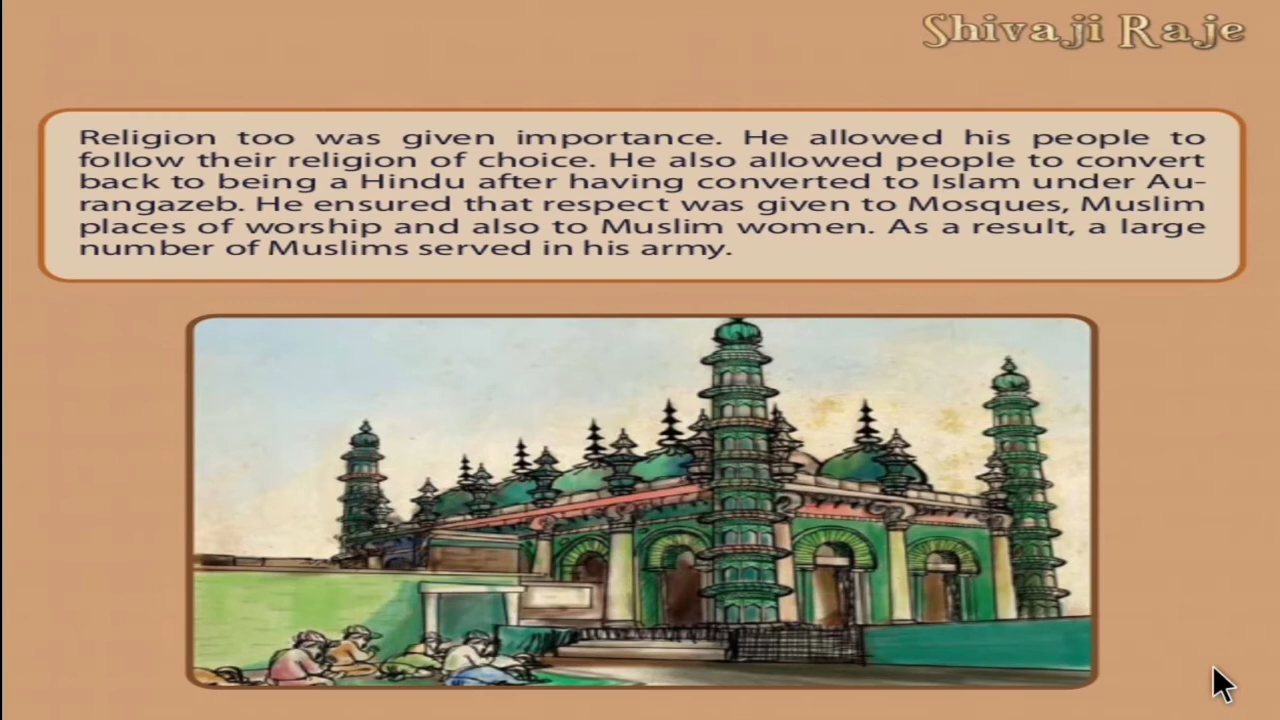 Shivaji Raje
Religion too was given importance. He allowed his people to
follow their religion of choice. He also allowed people to convert
back to being a Hindu after having converted to Islam under Au-
rangazeb. He ensured that respect was given to Mosques, Muslim
places of worship and also to Muslim women. As a result, a large
number of Muslims served in his army.